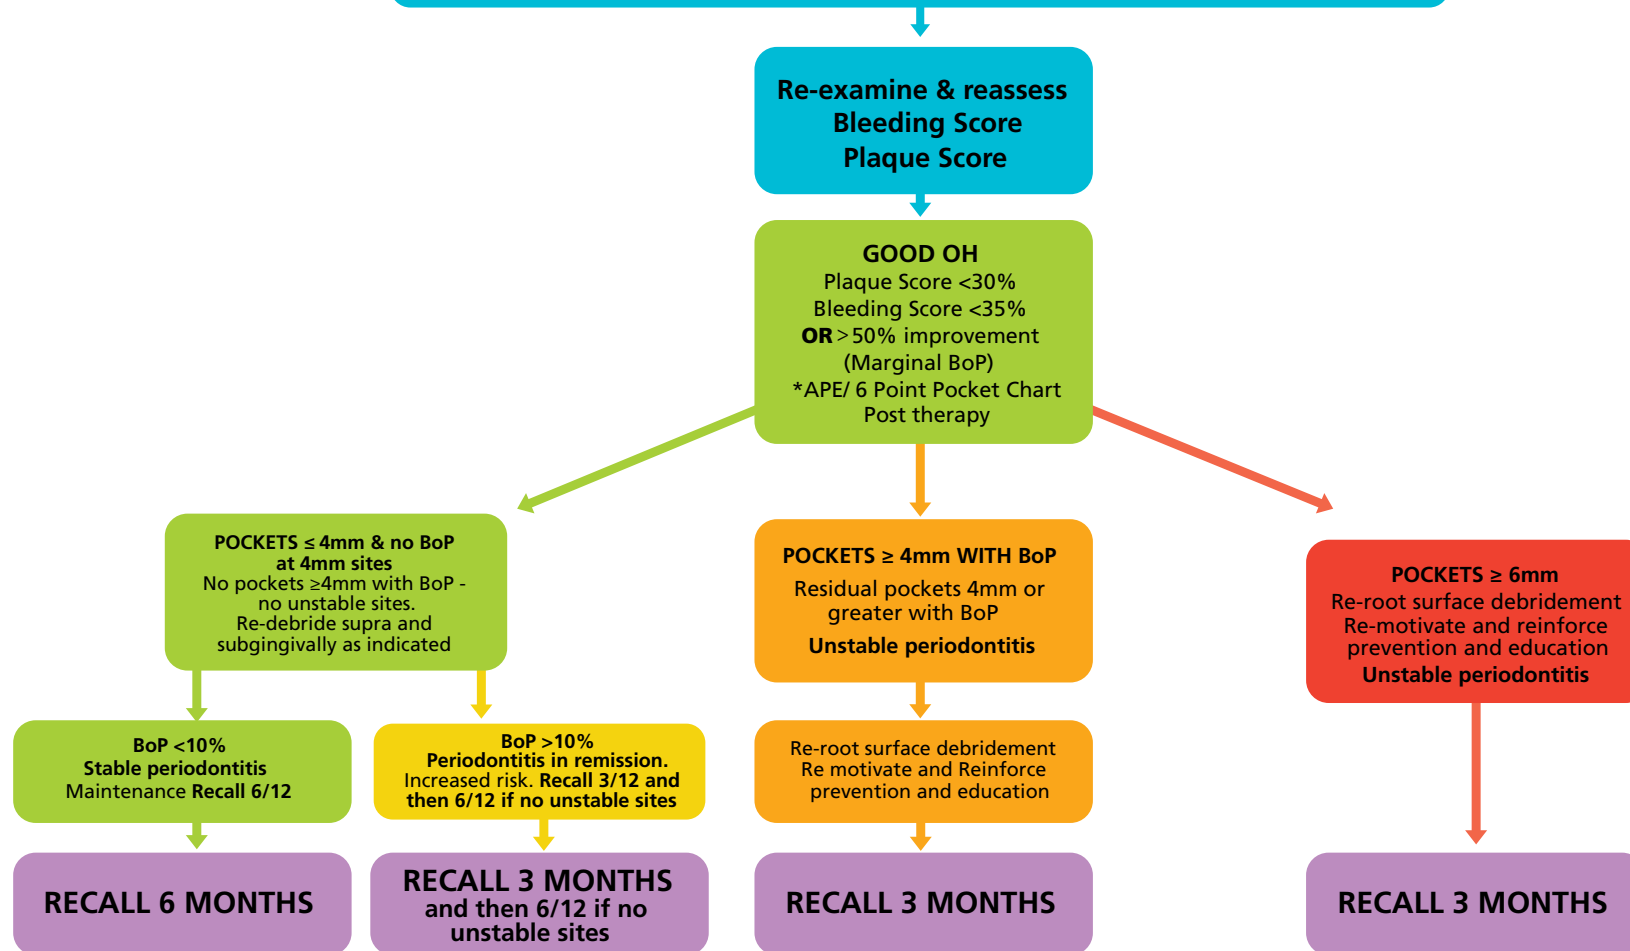 Re-examine & reassess
Bleeding Score
Plaque Score
GOOD OH
Plaque Score <30%
Bleeding Score <35%
OR >50% improvement
(Marginal BoP)
*APE/ 6 Point Pocket Chart
Post therapy
POCKETS ≤ 4mm & no BoP
at 4mm sites
No pockets ≥4mm with BoP -
no unstable sites.
Re-debride supra and
subgingivally as indicated
POCKETS ≥ 4mm WITH BoP
Residual pockets 4mm or
greater with BoP
Unstable periodontitis
POCKETS ≥ 6mm
Re-root surface debridement
Re-motivate and reinforce
prevention and education
Unstable periodontitis
BoP <10%
Stable periodontitis
Maintenance Recall 6/12
BoP >10%
Periodontitis in remission.
Increased risk. Recall 3/12 and
then 6/12 if no unstable sites
Re-root surface debridement
Re motivate and Reinforce
prevention and education
RECALL 6 MONTHS
RECALL 3 MONTHS
and then 6/12 if no
unstable sites
RECALL 3 MONTHS
RECALL 3 MONTHS